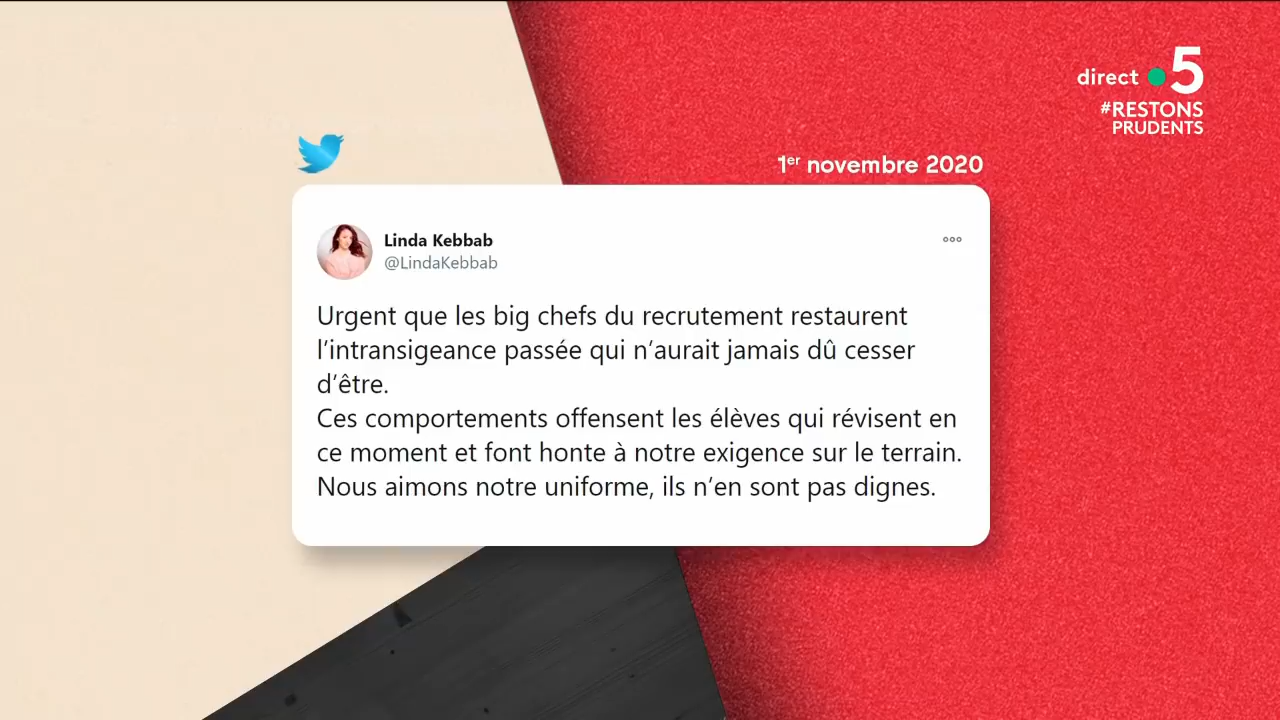 direct 5
#RESTONS
PRUDENTS
1er novembre 2020
Linda Kebbab
@LindaKebbab
Urgent que les big chefs du recrutement restaurent
l’intransigeance passée qui n’aurait jamais dû cesser
d’être.
Ces comportements offensent les élèves qui révisent en
ce moment et font honte à notre exigence sur le terrain.
Nous aimons notre uniforme, ils n’en sont pas dignes.